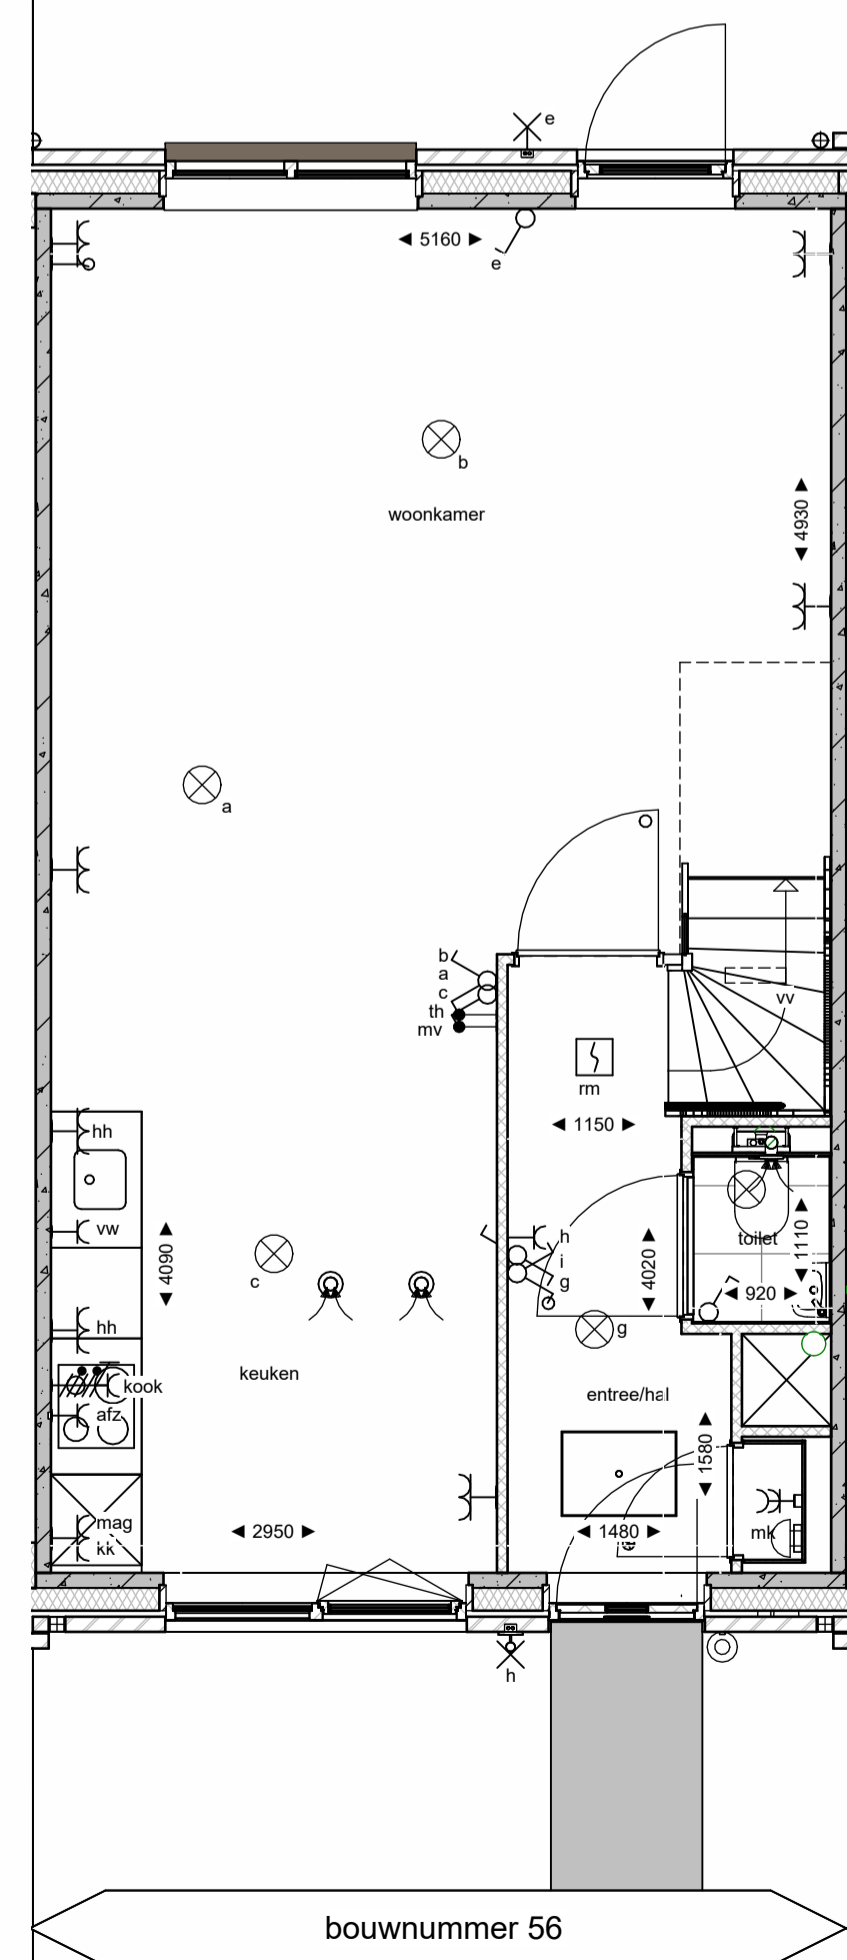 e
5160
e
b
woonkamer
4930
a
b
a
c
th
mv
vv
rm
1150
hh
vw
4090
c
h
i
g
4020
toilet
1110
920
g
hh
keuken
kook
afz
entree/hal
1580
mag
kk
2950
1480
mk
h
bouwnummer 56